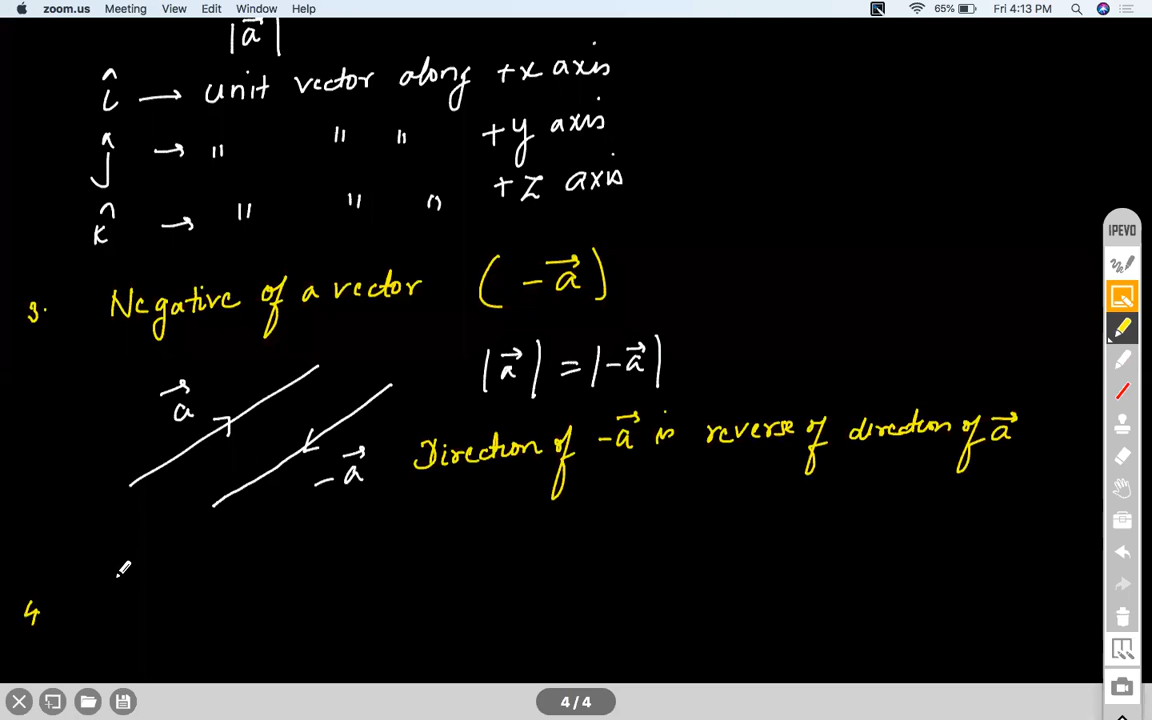 zoom.us Meeting View Edit Window Help 65% Fri 4:13 PM
|a⃗|
î → unit vector along +x axis
ĵ → " " " +y axis
k̂ → " " " +z axis
IPEVO
3. Negative of a vector (-a⃗)
|a⃗| = |-a⃗|
a⃗
Direction of -a⃗ is reverse of direction of a⃗
-a⃗
4
4 / 4